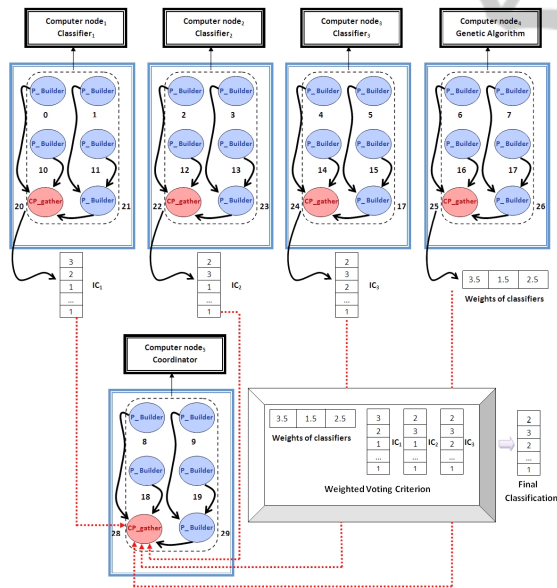 Computer node1
Classifier1
Computer node2
Classifier2
Computer node3
Classifier3
Computer node4
Genetic Algorithm
P_Builder P_Builder
0 1
P_Builder P_Builder
10 11
20 CP_gather P_Builder 21
P_Builder P_Builder
2 3
P_Builder P_Builder
12 13
22 CP_gather P_Builder 23
P_Builder P_Builder
4 5
P_Builder P_Builder
14 15
24 CP_gather P_Builder 17
P_Builder P_Builder
6 7
P_Builder P_Builder
16 17
25 CP_gather P_Builder 26
3
2
1
...
1
IC1
2
3
1
...
1
IC2
2
3
2
...
1
IC3
3.5 1.5 2.5
Weights of classifiers
Computer node5
Coordinator
P_Builder P_Builder
8 9
P_Builder P_Builder
18 19
28 CP_gather P_Builder 29
3.5 1.5 2.5
Weights of classifiers
3
2
1
...
1
IC1
2
3
1
...
1
IC2
2
3
2
...
1
IC2
Weighted Voting Criterion
2
3
2
...
1
Final
Classification